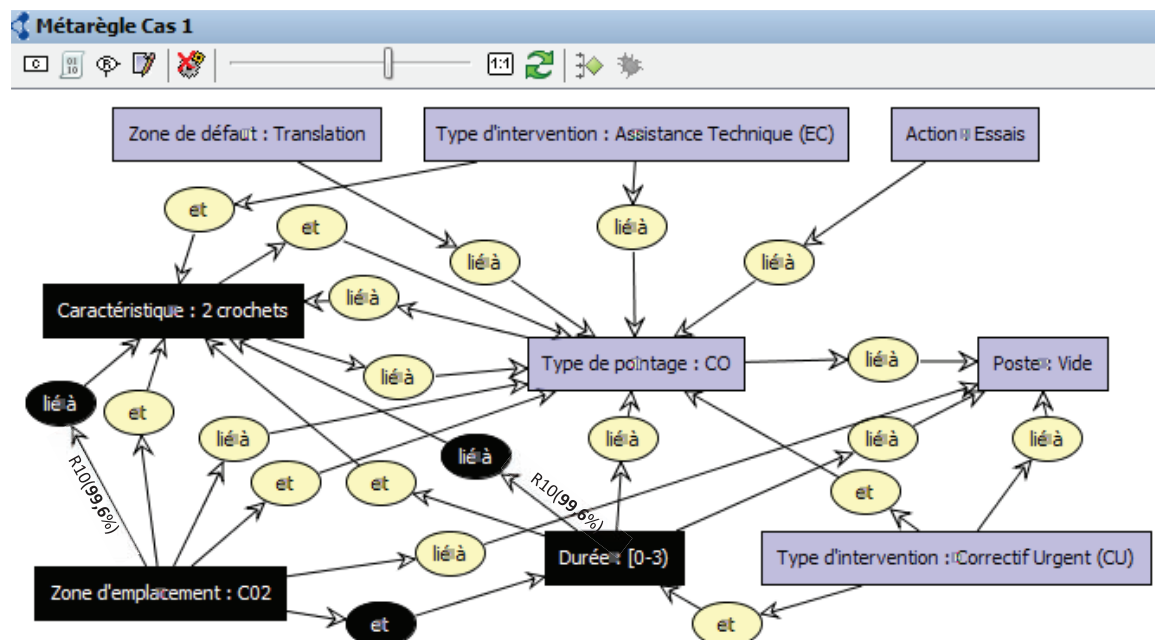 Métarègle Cas 1
C
01
10
R
1:1
Zone de défaut : Translation
Type d'intervention : Assistance Technique (EC)
Action : Essais
et
et
lié à
lié à
lié à
Caractéristique : 2 crochets
lié à
Type de pointage : CO
lié à
Poste : Vide
lié à
lié à
et
lié à
lié à
lié à
lié à
lié à
et
et
et
R10(99,6%)
R10(99,6%)
lié à
Durée : [0-3)
Type d'intervention : Correctif Urgent (CU)
Zone d'emplacement : C02
et
et